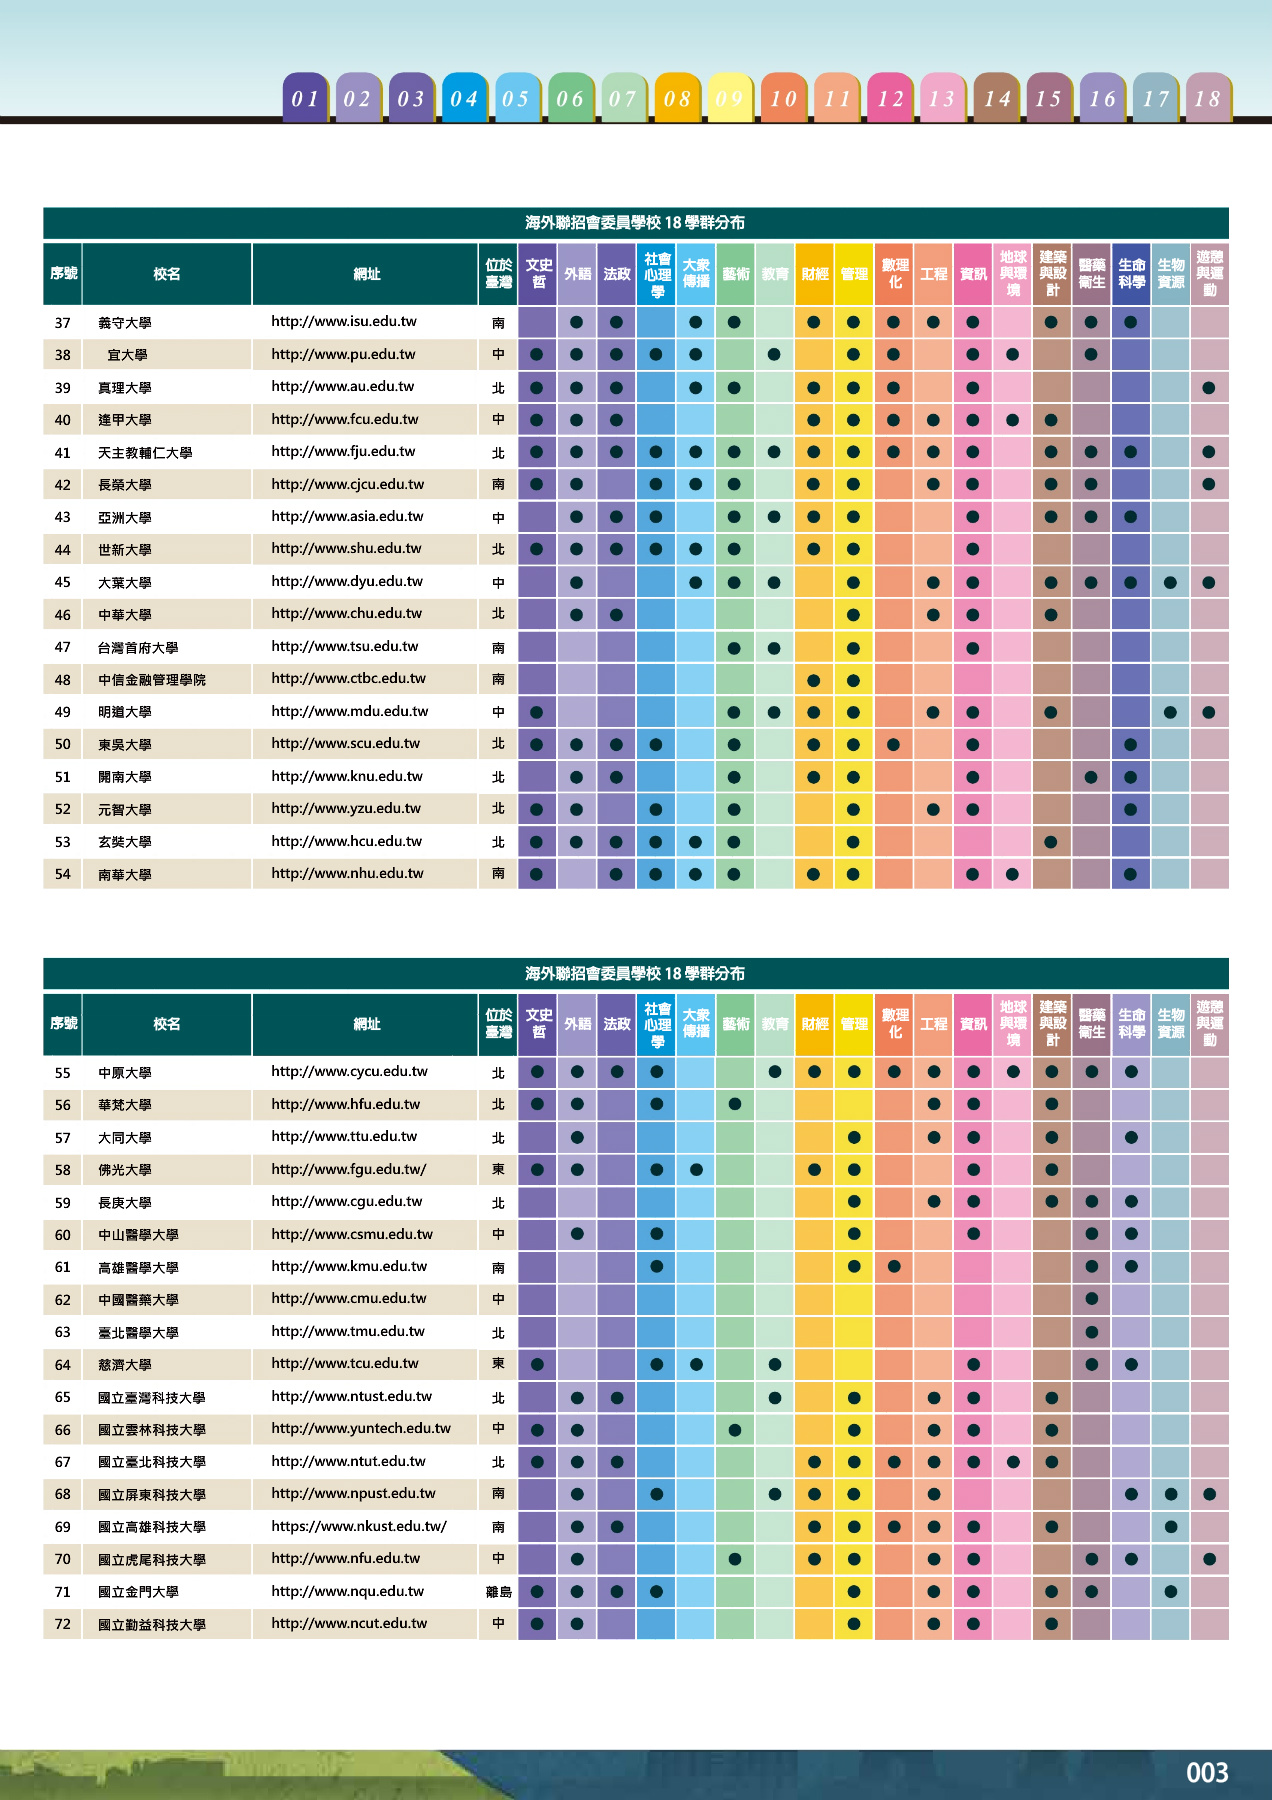 01 02 03 04 05 06 07 08 09 10 11 12 13 14 15 16 17 18
海外聯招會委員學校 18 學群分布
序號 校名 網址 位於臺灣 文史哲 外語 法政 社會心理學 大眾傳播 藝術 教育 財經 管理 數理化 工程 資訊 地球與環境 建築與設計 醫藥衛生 生命科學 生物資源 遊憩與運動
37 義守大學 http://www.isu.edu.tw 南 ● ● ● ● ● ● ● ● ● ● ● ●
38 宜大學 http://www.pu.edu.tw 中 ● ● ● ● ● ● ● ● ● ● ●
39 真理大學 http://www.au.edu.tw 北 ● ● ● ● ● ● ● ● ● ●
40 逢甲大學 http://www.fcu.edu.tw 中 ● ● ● ● ● ● ● ● ● ●
41 天主教輔仁大學 http://www.fju.edu.tw 北 ● ● ● ● ● ● ● ● ● ● ● ● ● ● ● ●
42 長榮大學 http://www.cjcu.edu.tw 南 ● ● ● ● ● ● ● ● ● ● ● ●
43 亞洲大學 http://www.asia.edu.tw 中 ● ● ● ● ● ● ● ● ● ● ●
44 世新大學 http://www.shu.edu.tw 北 ● ● ● ● ● ● ● ● ●
45 大葉大學 http://www.dyu.edu.tw 中 ● ● ● ● ● ● ● ● ● ● ● ●
46 中華大學 http://www.chu.edu.tw 北 ● ● ● ● ● ●
47 台灣首府大學 http://www.tsu.edu.tw 南 ● ● ● ●
48 中信金融管理學院 http://www.ctbc.edu.tw 南 ● ●
49 明道大學 http://www.mdu.edu.tw 中 ● ● ● ● ● ● ● ● ● ●
50 東吳大學 http://www.scu.edu.tw 北 ● ● ● ● ● ● ● ● ● ●
51 開南大學 http://www.knu.edu.tw 北 ● ● ● ● ● ● ● ●
52 元智大學 http://www.yzu.edu.tw 北 ● ● ● ● ● ● ● ●
53 玄奘大學 http://www.hcu.edu.tw 北 ● ● ● ● ● ● ● ●
54 南華大學 http://www.nhu.edu.tw 南 ● ● ● ● ● ● ● ● ● ●
海外聯招會委員學校 18 學群分布
序號 校名 網址 位於臺灣 文史哲 外語 法政 社會心理學 大眾傳播 藝術 教育 財經 管理 數理化 工程 資訊 地球與環境 建築與設計 醫藥衛生 生命科學 生物資源 遊憩與運動
55 中原大學 http://www.cycu.edu.tw 北 ● ● ● ● ● ● ● ● ● ● ● ● ● ●
56 華梵大學 http://www.hfu.edu.tw 北 ● ● ● ● ● ● ●
57 大同大學 http://www.ttu.edu.tw 北 ● ● ● ● ● ●
58 佛光大學 http://www.fgu.edu.tw/ 東 ● ● ● ● ● ● ● ●
59 長庚大學 http://www.cgu.edu.tw 北 ● ● ● ● ● ●
60 中山醫學大學 http://www.csmu.edu.tw 中 ● ● ● ● ● ●
61 高雄醫學大學 http://www.kmu.edu.tw 南 ● ● ● ● ●
62 中國醫藥大學 http://www.cmu.edu.tw 中 ●
63 臺北醫學大學 http://www.tmu.edu.tw 北 ●
64 慈濟大學 http://www.tcu.edu.tw 東 ● ● ● ● ● ● ●
65 國立臺灣科技大學 http://www.ntust.edu.tw 北 ● ● ● ● ● ● ●
66 國立雲林科技大學 http://www.yuntech.edu.tw 中 ● ● ● ● ● ● ●
67 國立臺北科技大學 http://www.ntut.edu.tw 北 ● ● ● ● ● ● ● ● ● ●
68 國立屏東科技大學 http://www.npust.edu.tw 南 ● ● ● ● ● ● ● ● ●
69 國立高雄科技大學 https://www.nkust.edu.tw/ 南 ● ● ● ● ● ● ● ● ●
70 國立虎尾科技大學 http://www.nfu.edu.tw 中 ● ● ● ● ● ● ● ● ●
71 國立金門大學 http://www.nqu.edu.tw 離島 ● ● ● ● ● ● ● ● ● ●
72 國立勤益科技大學 http://www.ncut.edu.tw 中 ● ● ● ● ● ●
003